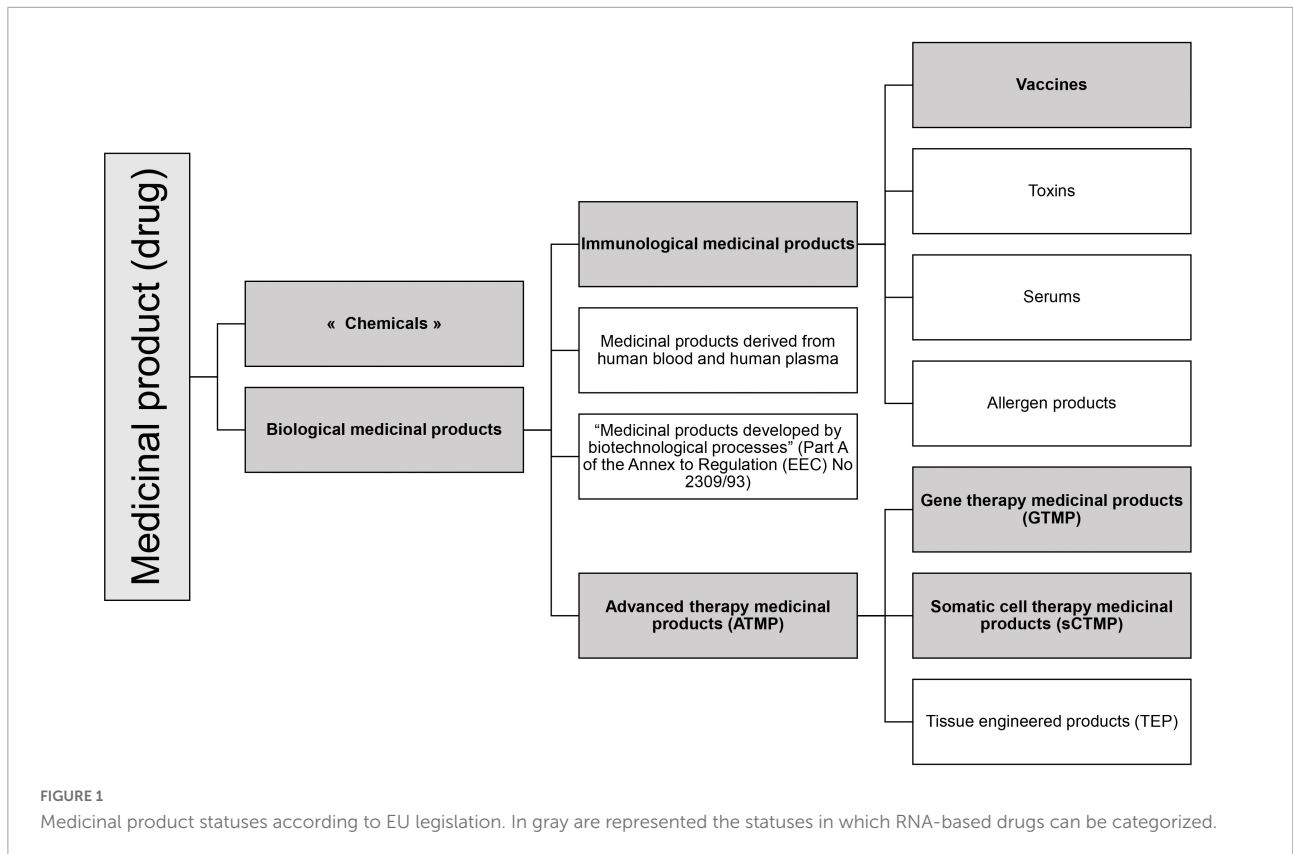 Medicinal product (drug)
« Chemicals »
Biological medicinal products
Immunological medicinal products
Medicinal products derived from
human blood and human plasma
“Medicinal products developed by
biotechnological processes” (Part A
of the Annex to Regulation (EEC) No
2309/93)
Advanced therapy medicinal
products (ATMP)
Vaccines
Toxins
Serums
Allergen products
Gene therapy medicinal products
(GTMP)
Somatic cell therapy medicinal
products (sCTMP)
Tissue engineered products (TEP)
FIGURE 1
Medicinal product statuses according to EU legislation. In gray are represented the statuses in which RNA-based drugs can be categorized.